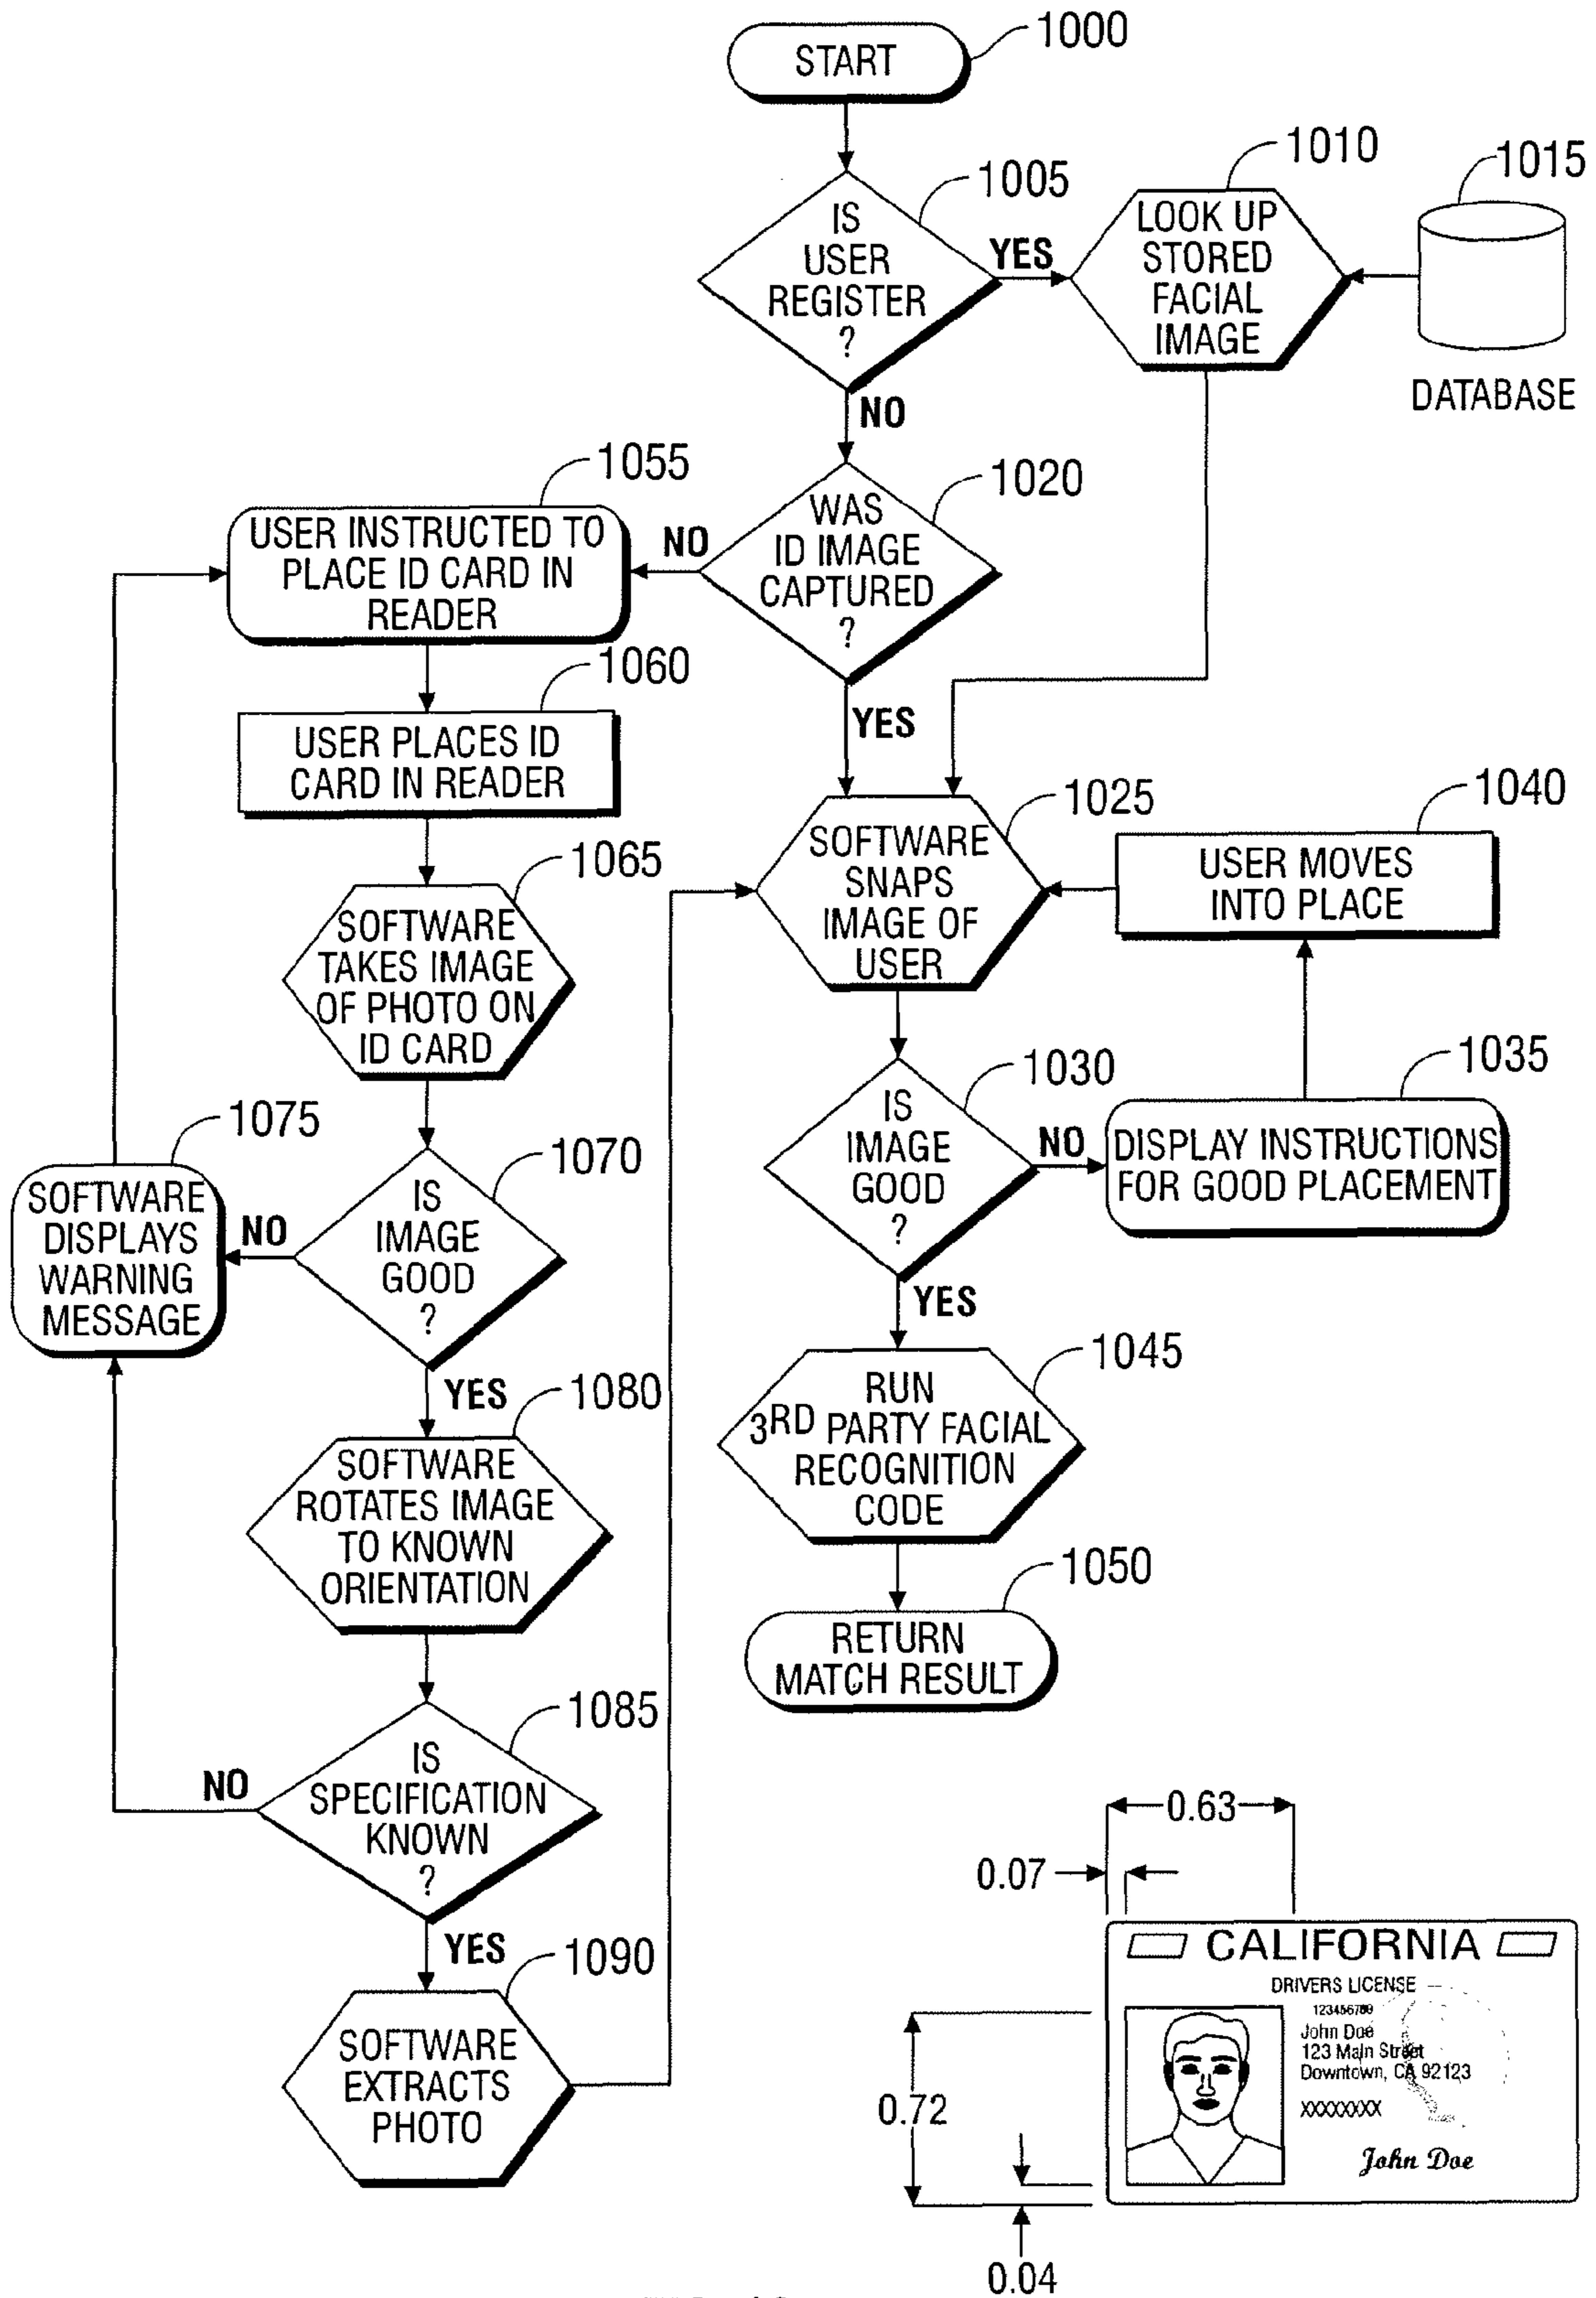 1000
START
1005
IS
USER
REGISTER
?
YES
NO
1010
LOOK UP
STORED
FACIAL
IMAGE
1015
DATABASE
1020
WAS
ID IMAGE
CAPTURED
?
NO
YES
1055
USER INSTRUCTED TO
PLACE ID CARD IN
READER
1060
USER PLACES ID
CARD IN READER
1065
SOFTWARE
TAKES IMAGE
OF PHOTO ON
ID CARD
1070
IS
IMAGE
GOOD
?
NO
YES
1075
SOFTWARE
DISPLAYS
WARNING
MESSAGE
1080
SOFTWARE
ROTATES IMAGE
TO KNOWN
ORIENTATION
1085
IS
SPECIFICATION
KNOWN
?
NO
YES
1090
SOFTWARE
EXTRACTS
PHOTO
1025
SOFTWARE
SNAPS
IMAGE OF
USER
1040
USER MOVES
INTO PLACE
1030
IS
IMAGE
GOOD
?
NO
YES
1035
DISPLAY INSTRUCTIONS
FOR GOOD PLACEMENT
1045
RUN
3RD PARTY FACIAL
RECOGNITION
CODE
1050
RETURN
MATCH RESULT
0.63
0.07
0.72
0.04
CALIFORNIA
DRIVERS LICENSE
123456789
John Doe
123 Main Street
Downtown, CA 92123
XXXXXXXX
John Doe